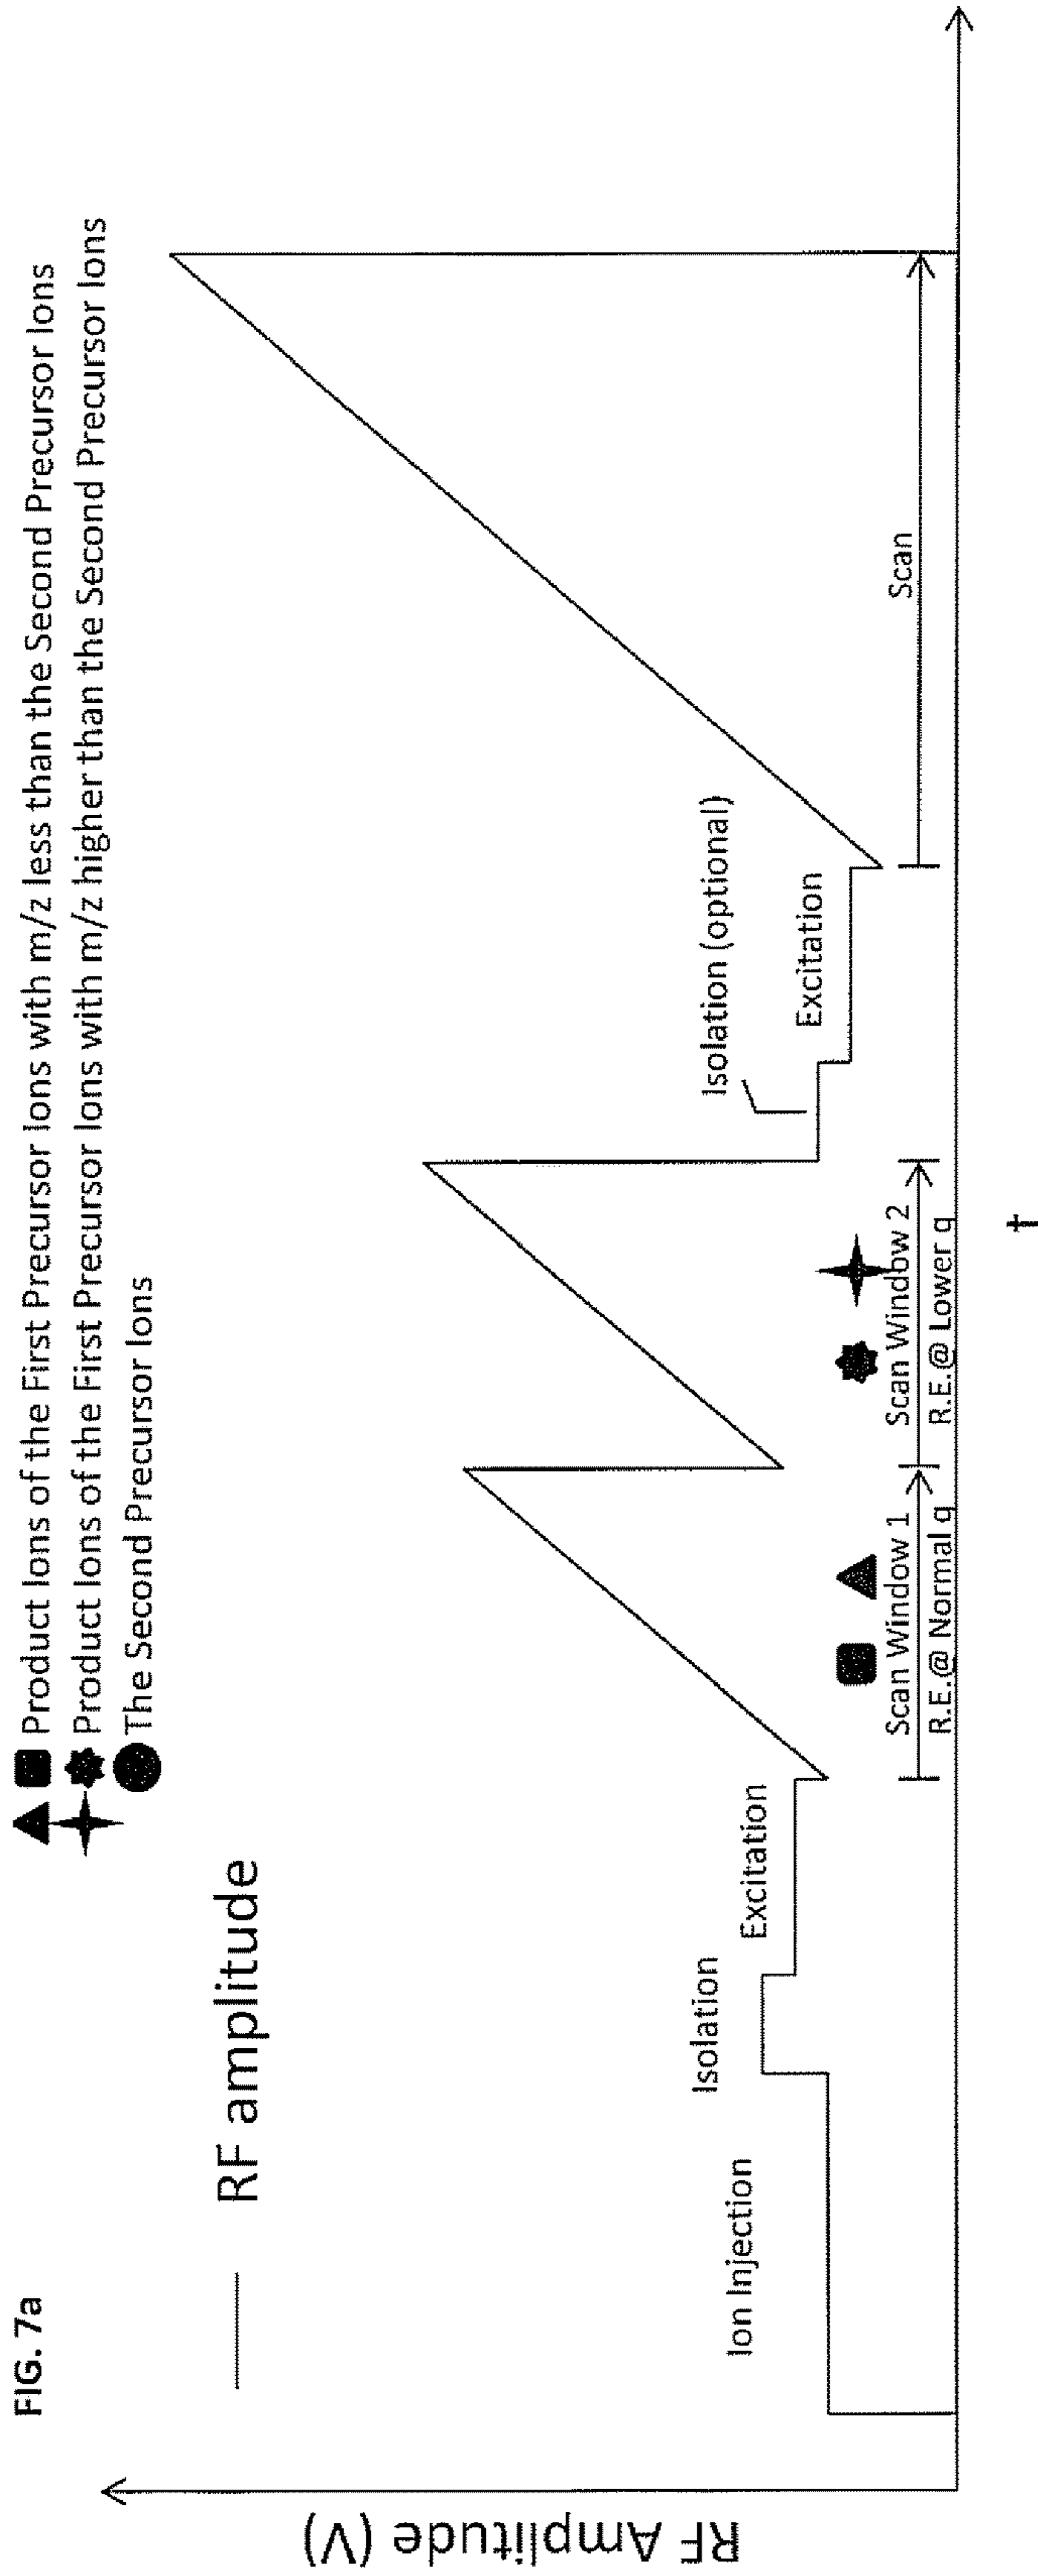 FIG. 7a
Product Ions of the First Precursor Ions with m/z less than the Second Precursor Ions
Product Ions of the First Precursor Ions with m/z higher than the Second Precursor Ions
The Second Precursor Ions
RF amplitude
RF Amplitude (V)
Ion Injection
Isolation
Excitation
Scan Window 1
R.E.@ Normal q
Scan Window 2
R.E.@ Lower q
Isolation (optional)
Excitation
Scan
t